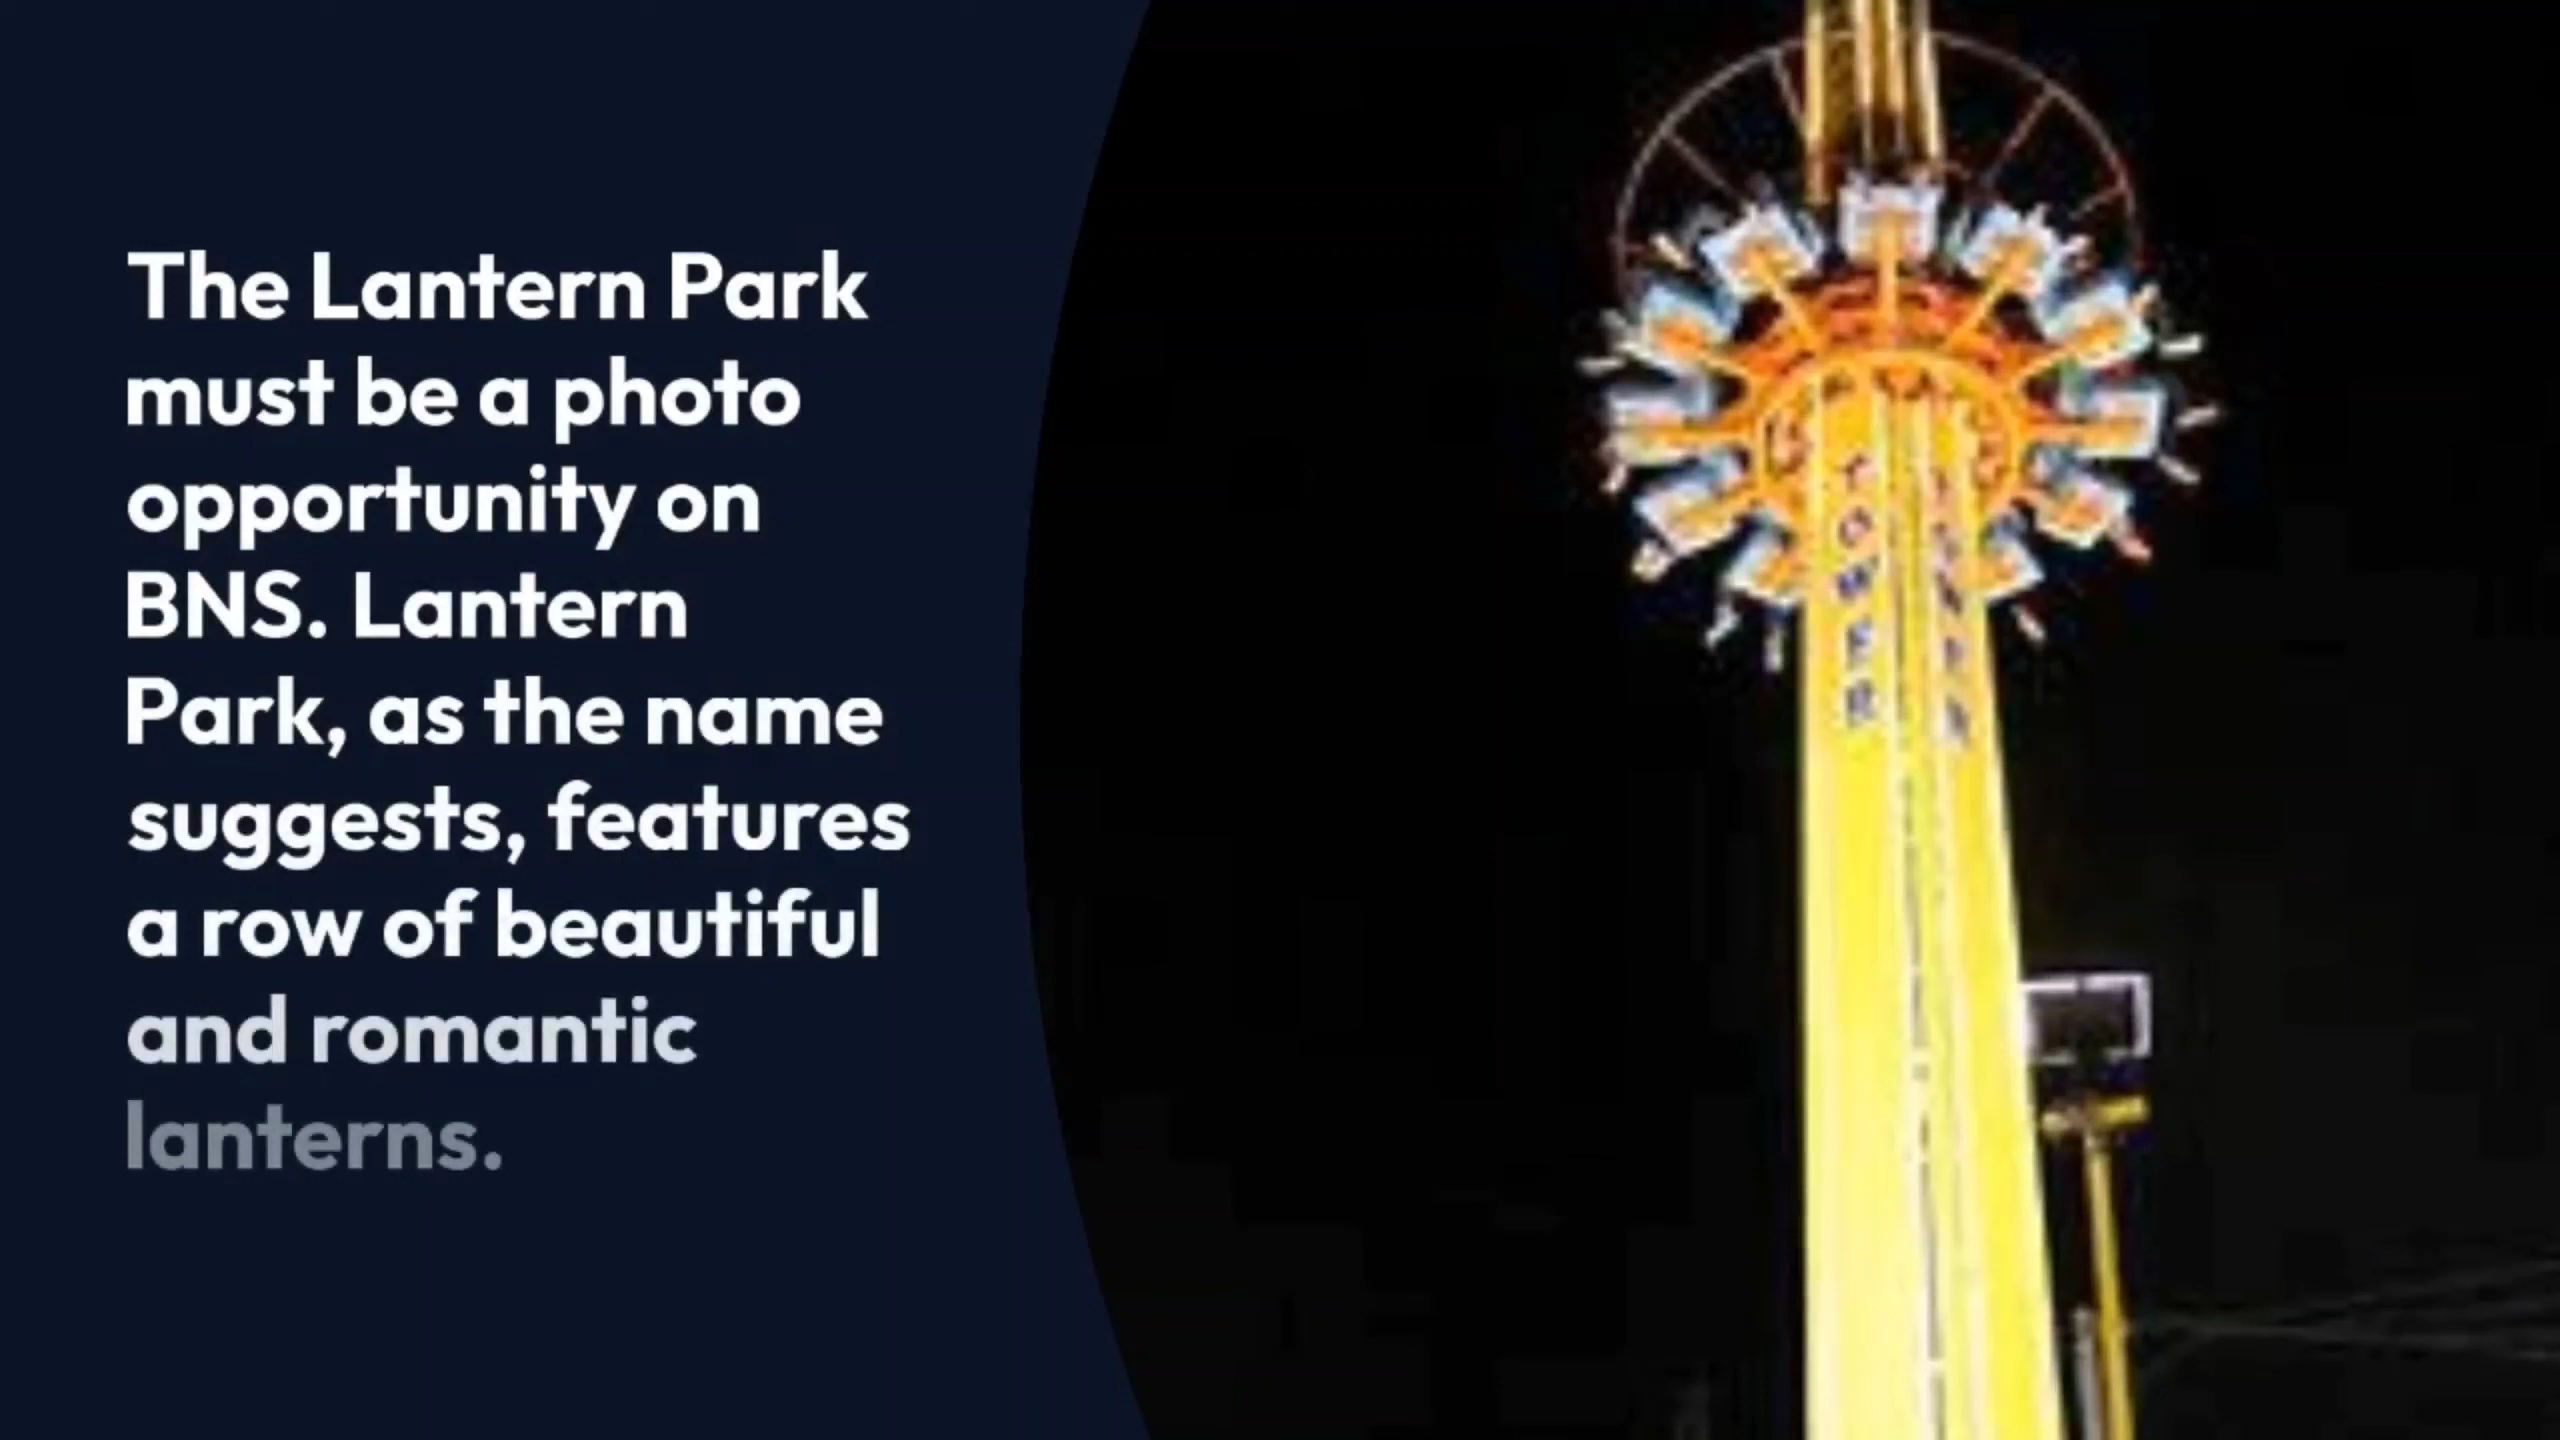 The Lantern Park
must be a photo
opportunity on
BNS. Lantern
Park, as the name
suggests, features
a row of beautiful
and romantic
lanterns.
TOWER